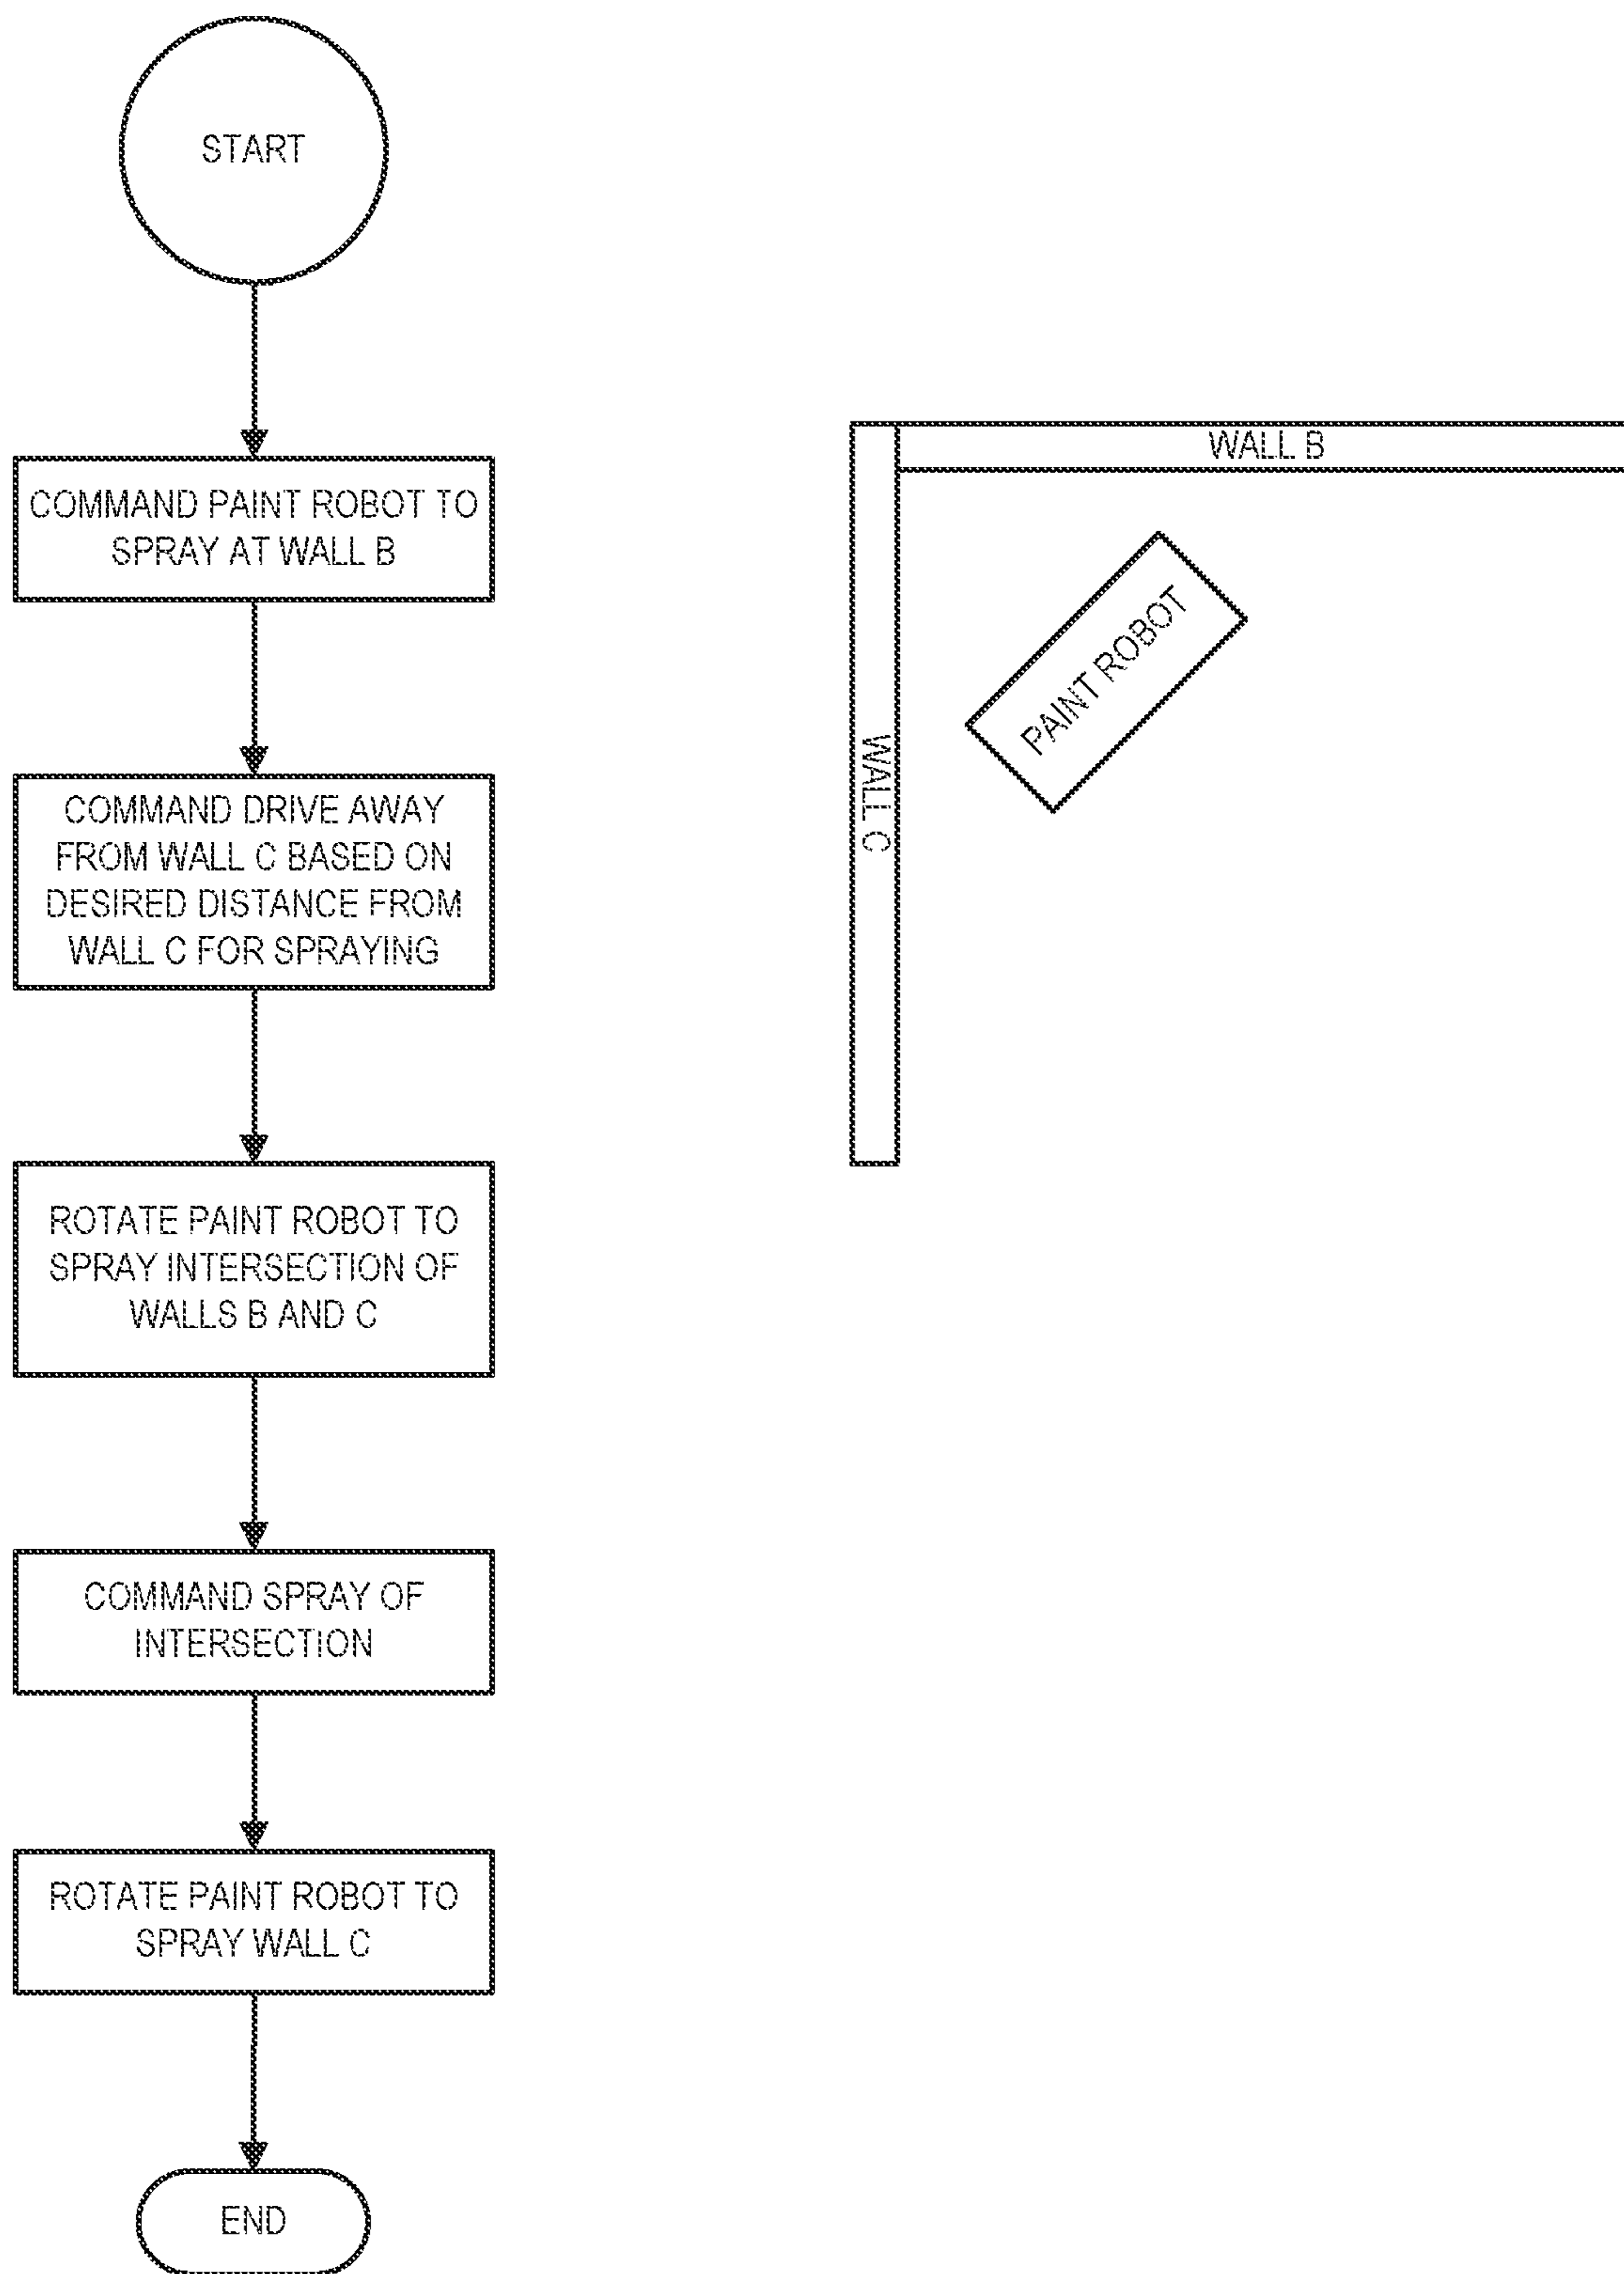 START
COMMAND PAINT ROBOT TO
SPRAY AT WALL B
COMMAND DRIVE AWAY
FROM WALL C BASED ON
DESIRED DISTANCE FROM
WALL C FOR SPRAYING
ROTATE PAINT ROBOT TO
SPRAY INTERSECTION OF
WALLS B AND C
COMMAND SPRAY OF
INTERSECTION
ROTATE PAINT ROBOT TO
SPRAY WALL C
END
WALL B
PAINT ROBOT
WALL C